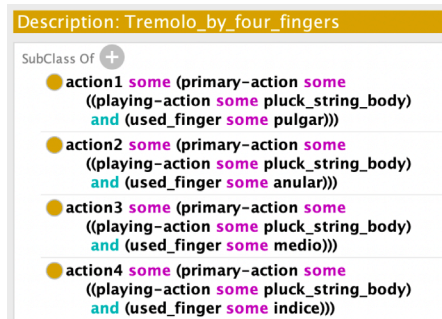 Description: Tremolo_by_four_fingers
SubClass Of
action1 some (primary-action some
((playing-action some pluck_string_body)
and (used_finger some pulgar)))
action2 some (primary-action some
((playing-action some pluck_string_body)
and (used_finger some anular)))
action3 some (primary-action some
((playing-action some pluck_string_body)
and (used_finger some medio)))
action4 some (primary-action some
((playing-action some pluck_string_body)
and (used_finger some indice)))